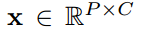 𝐱 ∈ ℝ^{P×C}